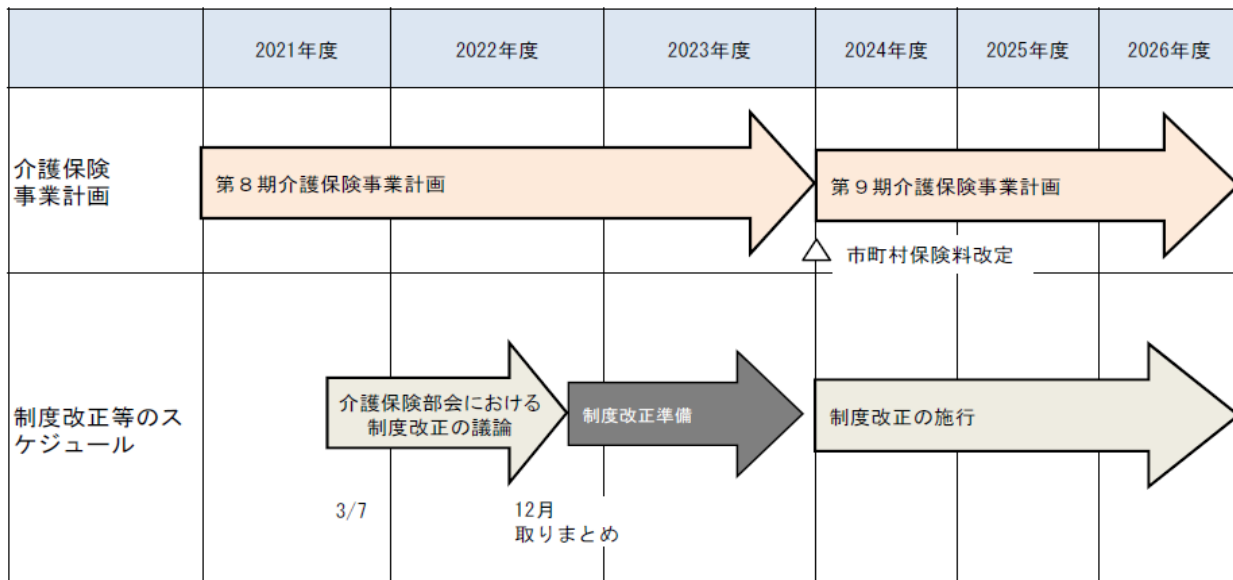 2021年度 2022年度 2023年度 2024年度 2025年度 2026年度
介護保険
事業計画
第８期介護保険事業計画
第９期介護保険事業計画
△ 市町村保険料改定
制度改正等のス
ケジュール
介護保険部会における
制度改正の議論
制度改正準備
制度改正の施行
3/7
12月
取りまとめ